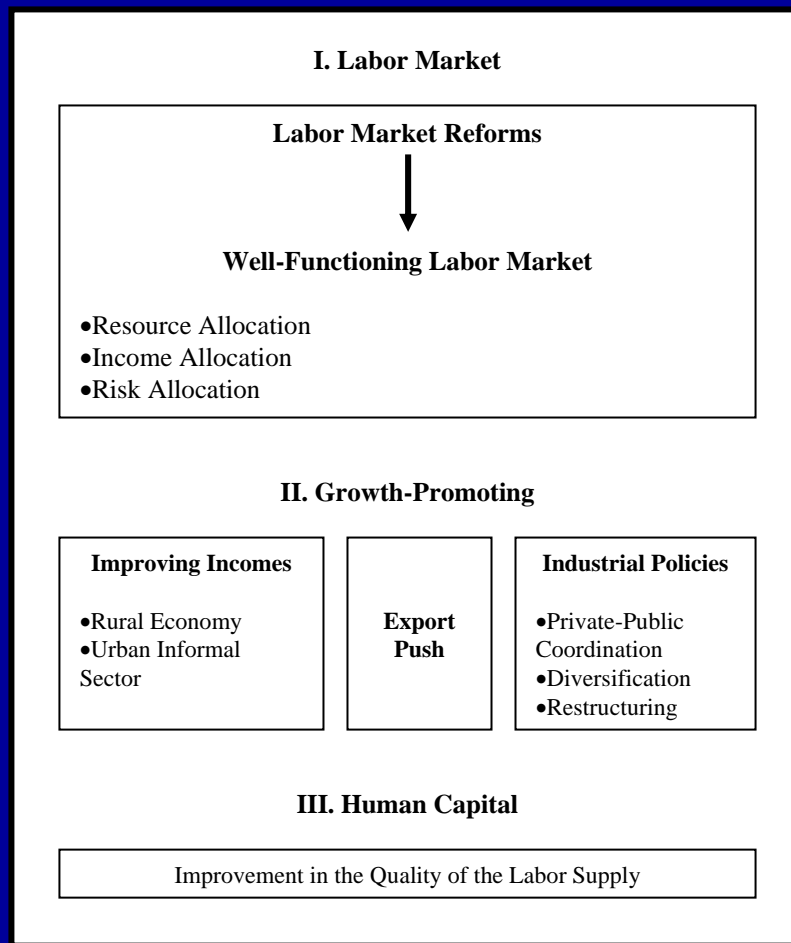 I. Labor Market
Labor Market Reforms
Well-Functioning Labor Market
•Resource Allocation
•Income Allocation
•Risk Allocation
II. Growth-Promoting
Improving Incomes
•Rural Economy
•Urban Informal
Sector
Export
Push
Industrial Policies
•Private-Public
Coordination
•Diversification
•Restructuring
III. Human Capital
Improvement in the Quality of the Labor Supply